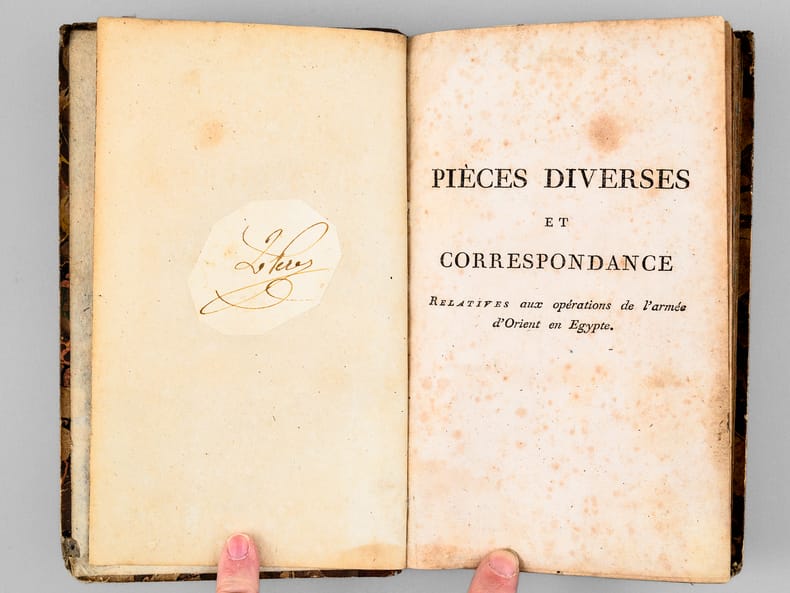 PIÈCES DIVERSES
ET
CORRESPONDANCE
RELATIVES aux opérations de l'armée
d'Orient en Egypte.